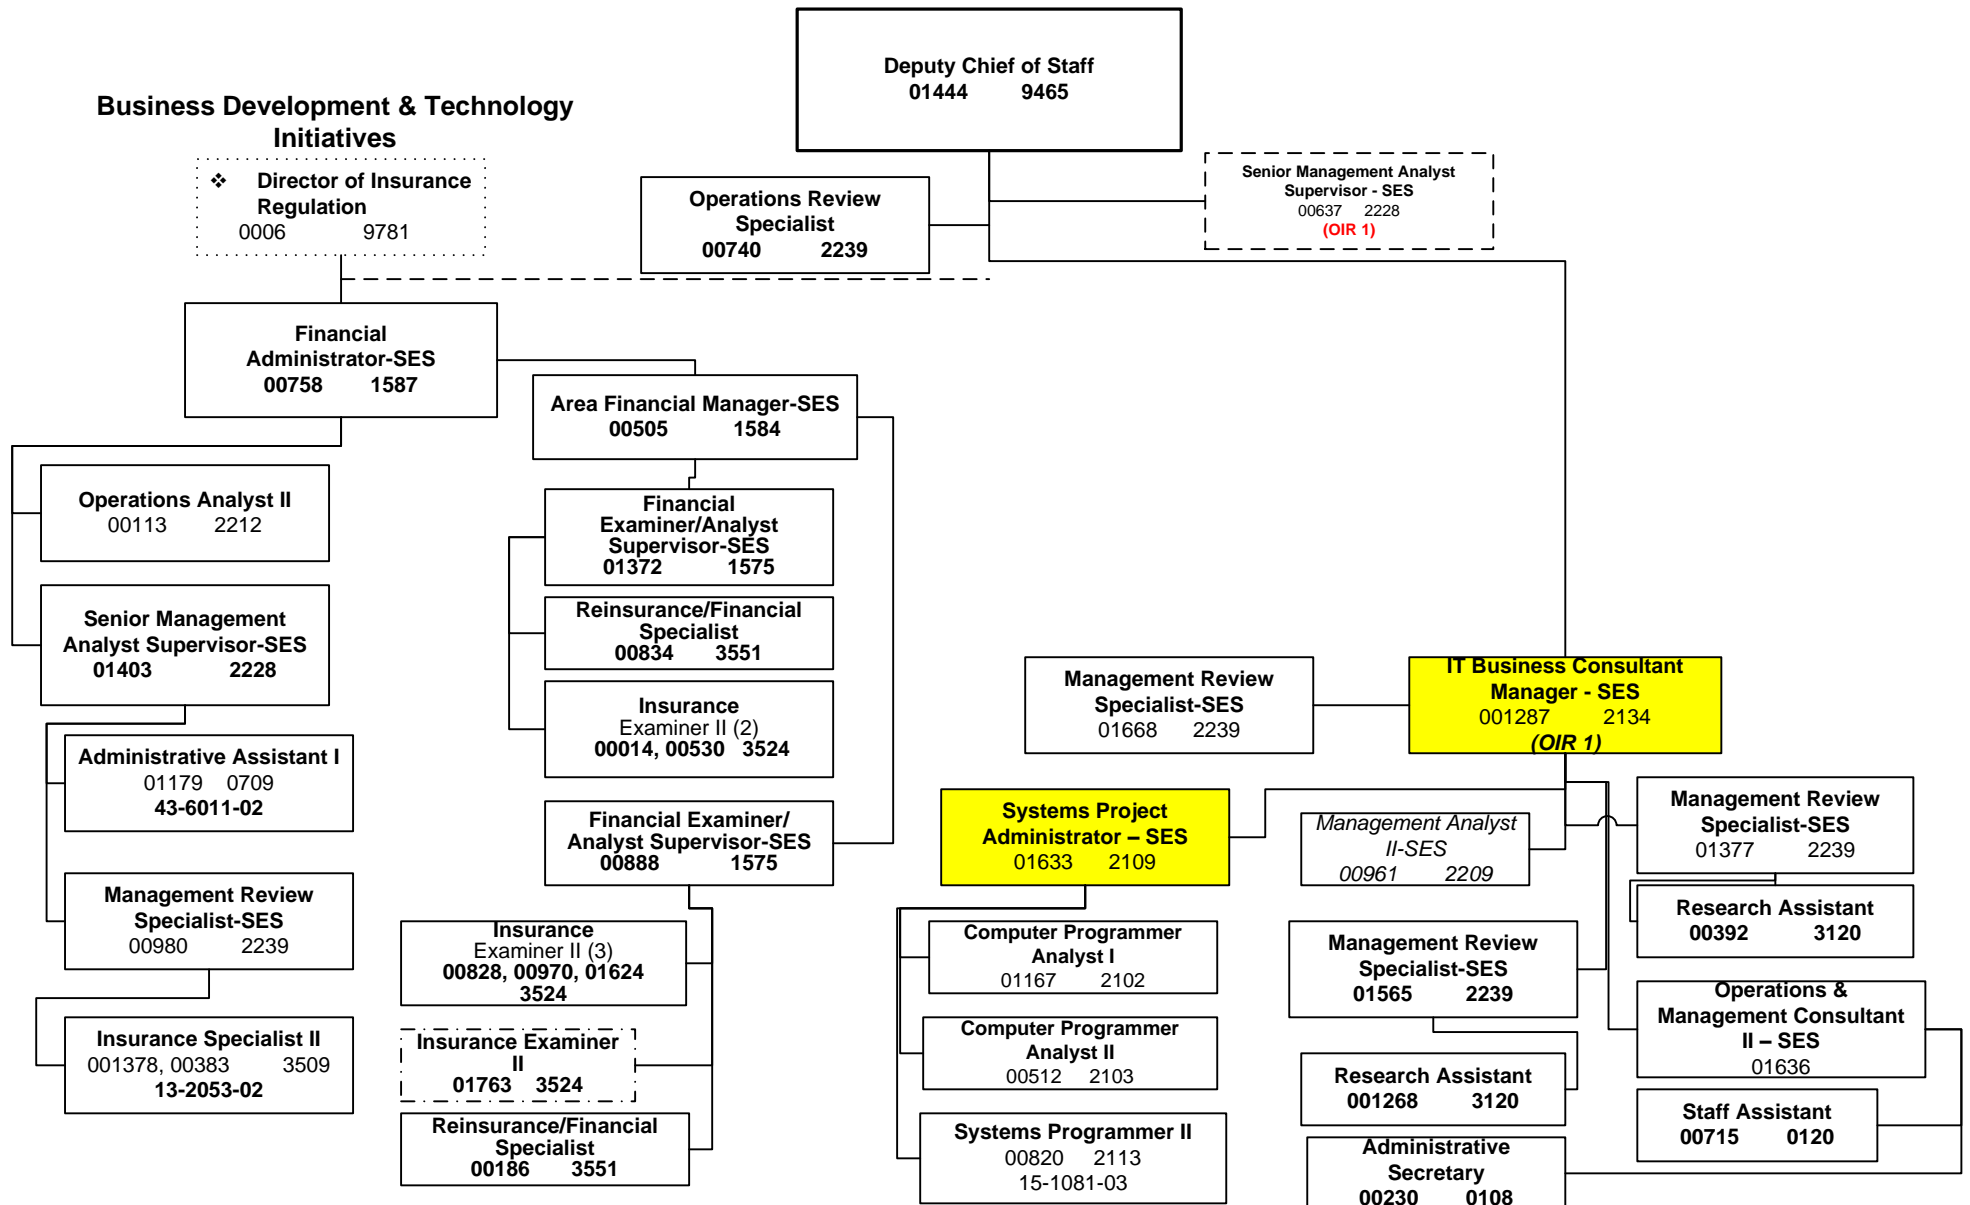 Deputy Chief of Staff
01444 9465
Business Development & Technology
Initiatives
❖ Director of Insurance
Regulation
0006 9781
Operations Review
Specialist
00740 2239
Senior Management Analyst
Supervisor - SES
00637 2228
(OIR 1)
Financial
Administrator-SES
00758 1587
Area Financial Manager-SES
00505 1584
Operations Analyst II
00113 2212
Senior Management
Analyst Supervisor-SES
01403 2228
Administrative Assistant I
01179 0709
43-6011-02
Management Review
Specialist-SES
00980 2239
Insurance Specialist II
001378, 00383 3509
13-2053-02
Financial
Examiner/Analyst
Supervisor-SES
01372 1575
Reinsurance/Financial
Specialist
00834 3551
Insurance
Examiner II (2)
00014, 00530 3524
Financial Examiner/
Analyst Supervisor-SES
00888 1575
Insurance
Examiner II (3)
00828, 00970, 01624
3524
Insurance Examiner
II
01763 3524
Reinsurance/Financial
Specialist
00186 3551
Management Review
Specialist-SES
01668 2239
IT Business Consultant
Manager - SES
001287 2134
(OIR 1)
Systems Project
Administrator – SES
01633 2109
Computer Programmer
Analyst I
01167 2102
Computer Programmer
Analyst II
00512 2103
Systems Programmer II
00820 2113
15-1081-03
Management Analyst
II-SES
00961 2209
Management Review
Specialist-SES
01565 2239
Research Assistant
001268 3120
Administrative
Secretary
00230 0108
Management Review
Specialist-SES
01377 2239
Research Assistant
00392 3120
Operations &
Management Consultant
II – SES
01636
Staff Assistant
00715 0120